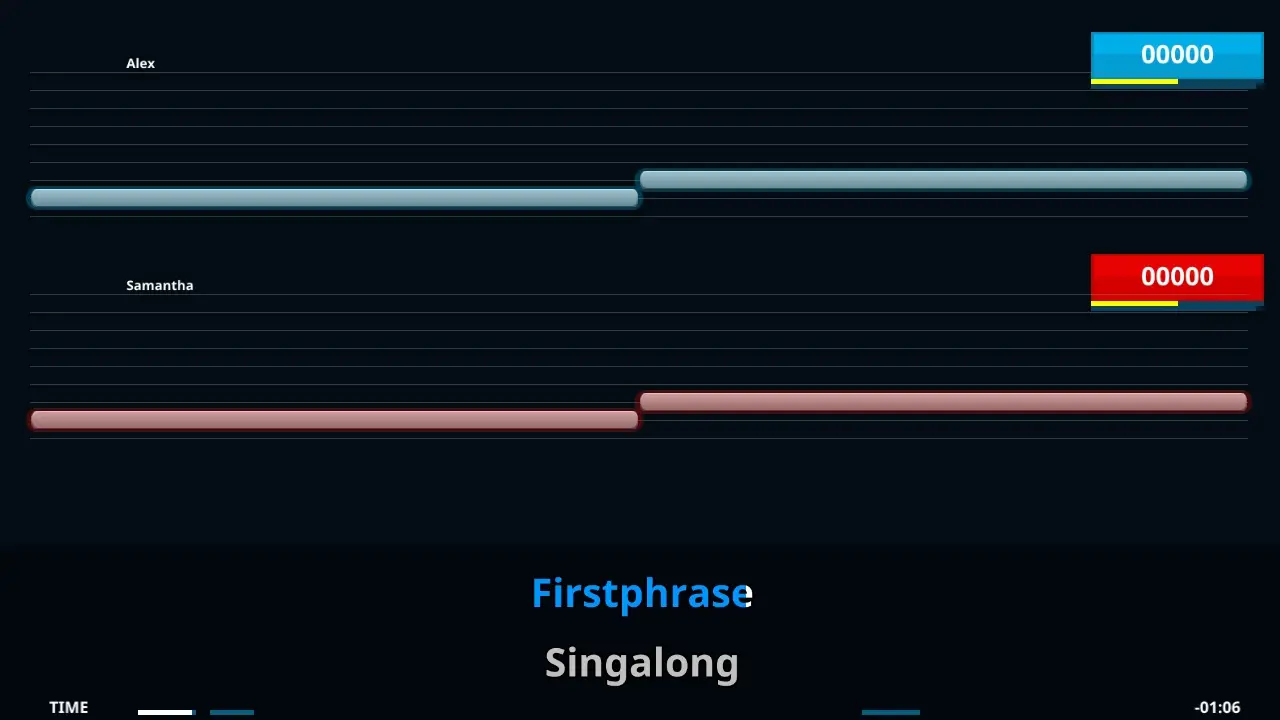 Alex
00000
Samantha
00000
Firstphrase
Singalong
TIME
-01:06